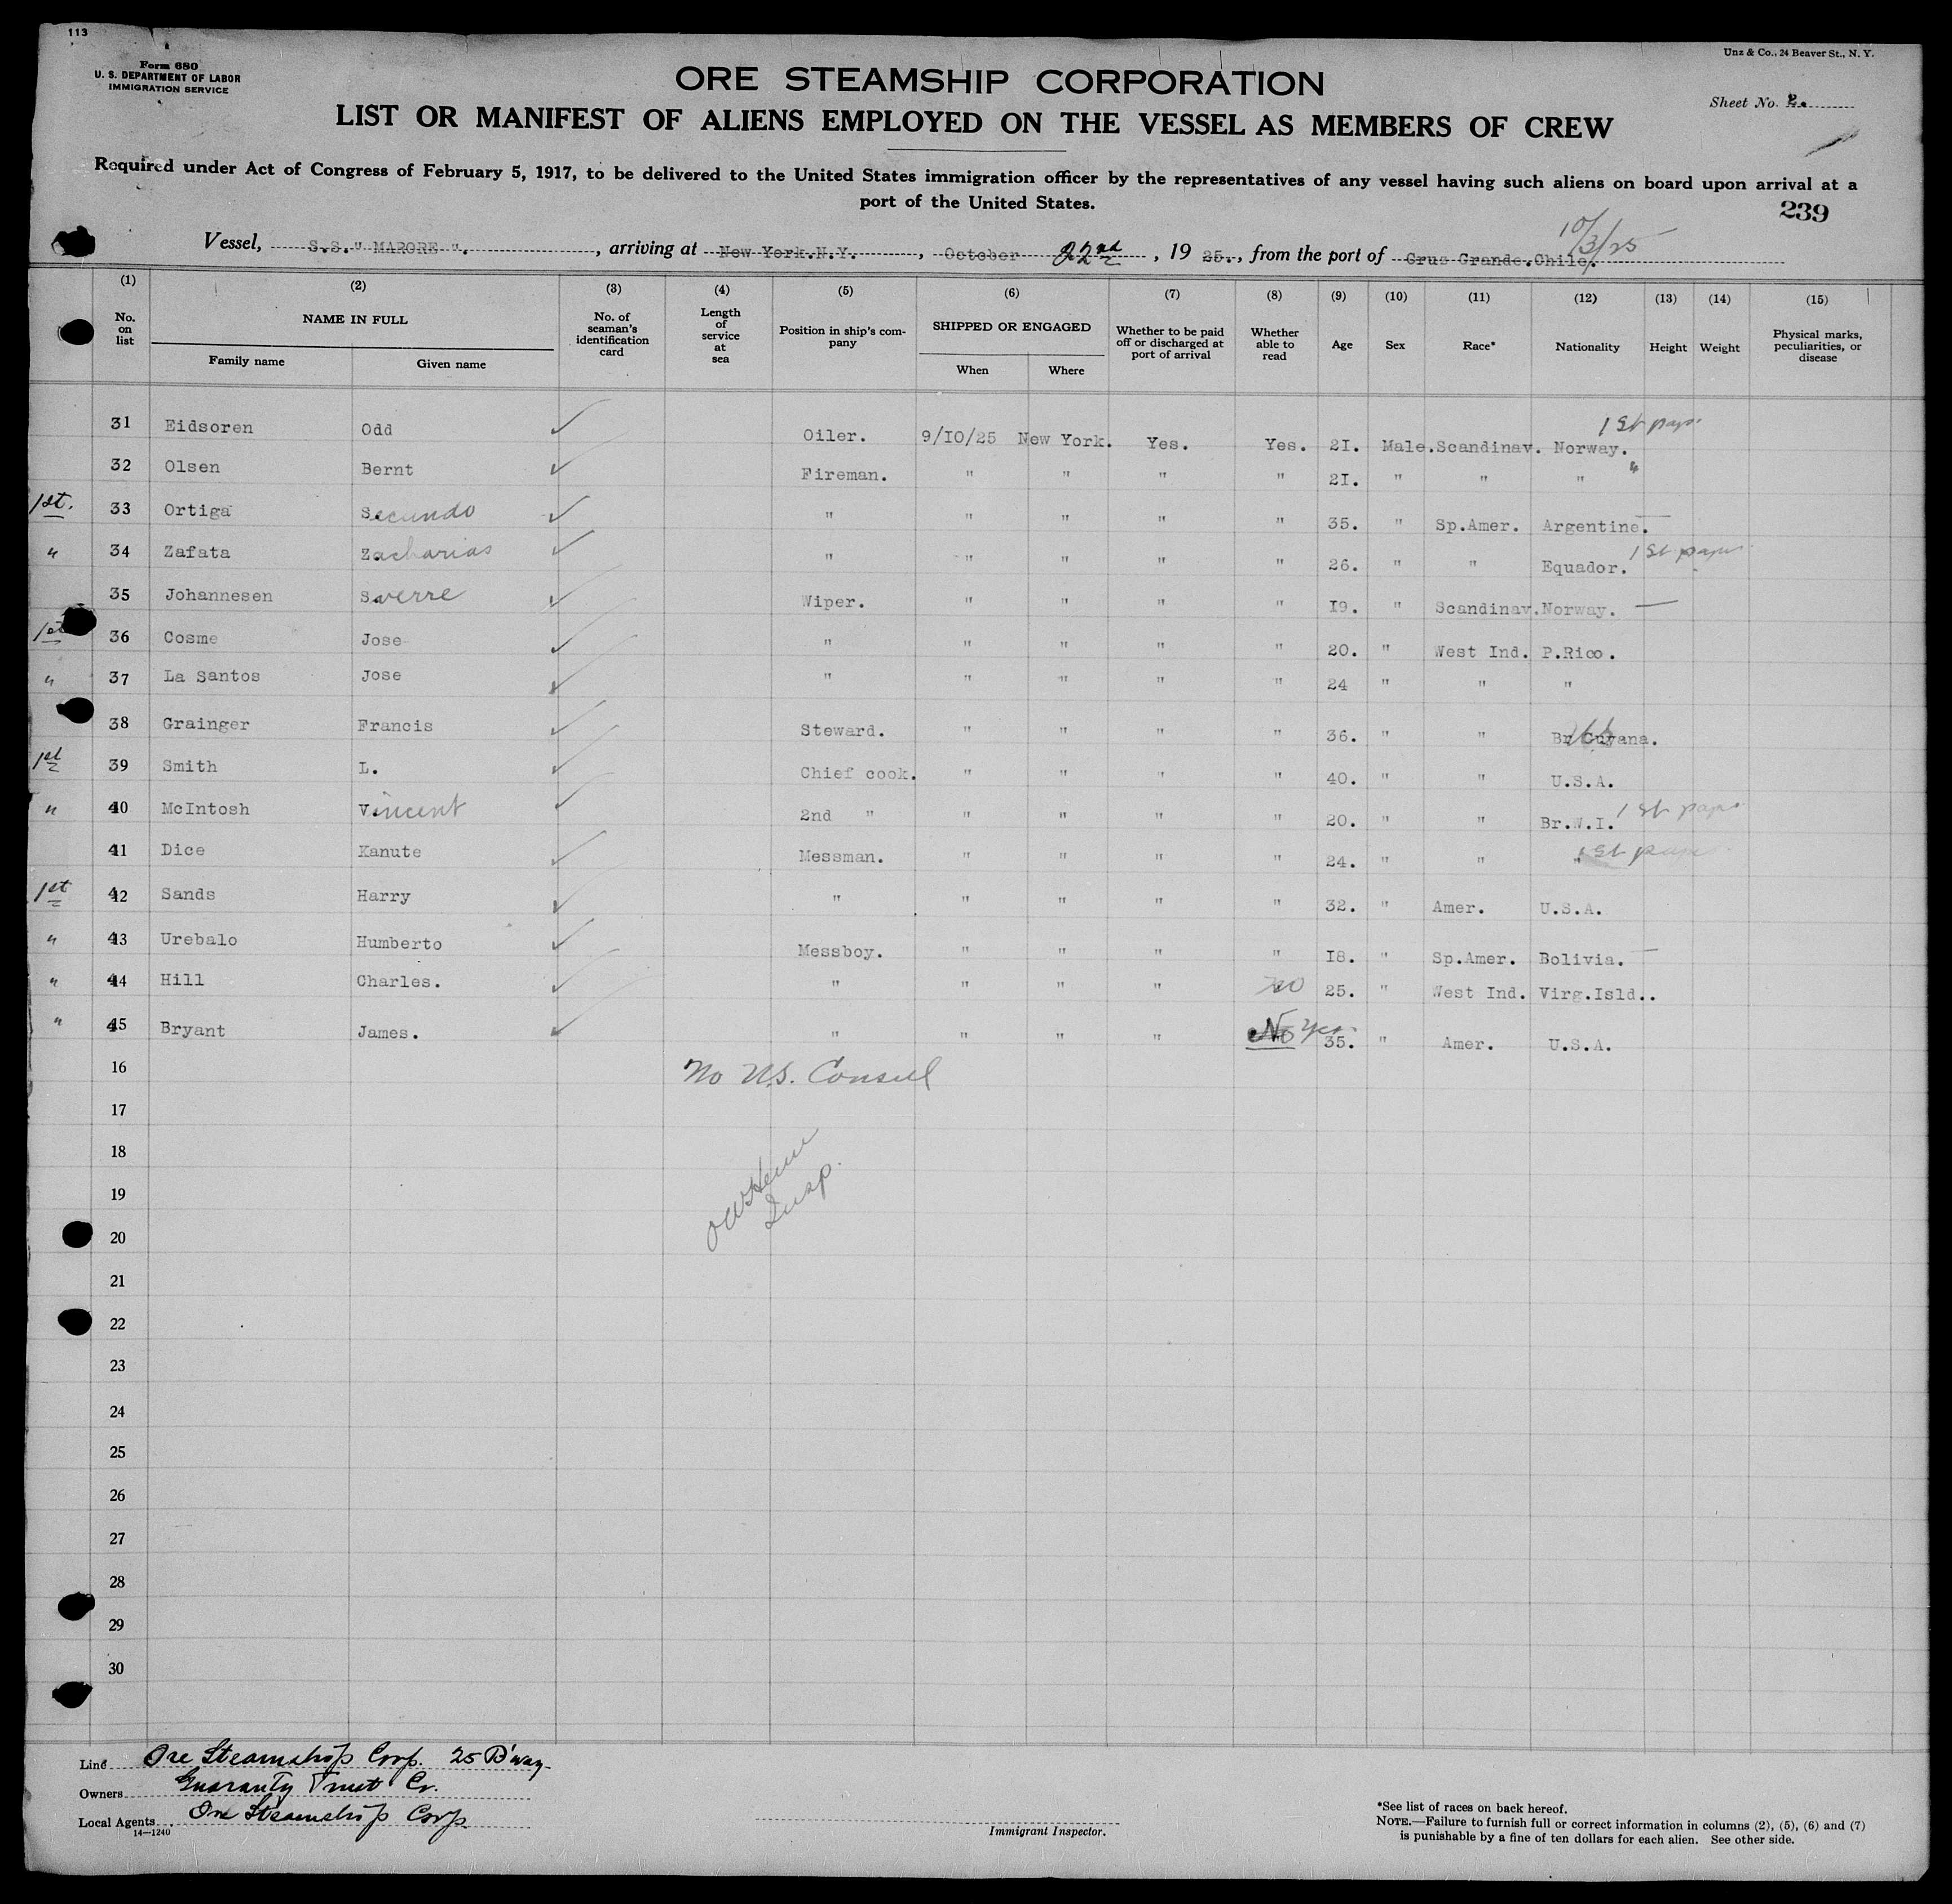 113
Form 680
U. S. DEPARTMENT OF LABOR
IMMIGRATION SERVICE
Unz & Co., 24 Beaver St., N. Y.
ORE STEAMSHIP CORPORATION
Sheet No. 2.
LIST OR MANIFEST OF ALIENS EMPLOYED ON THE VESSEL AS MEMBERS OF CREW
Required under Act of Congress of February 5, 1917, to be delivered to the United States immigration officer by the representatives of any vessel having such aliens on board upon arrival at a
port of the United States.
239
10/3/25
Vessel, S.S." MARORE ". , arriving at New York.N.Y. , October 22nd , 19 25. , from the port of Crus Grande.Chile.
(1) (2) (3) (4) (5) (6) (7) (8) (9) (10) (11) (12) (13) (14) (15)
No. on list
NAME IN FULL
Family name Given name
No. of seaman's identification card
Length of service at sea
Position in ship's company
SHIPPED OR ENGAGED
When Where
Whether to be paid off or discharged at port of arrival
Whether able to read
Age
Sex
Race*
Nationality
Height
Weight
Physical marks, peculiarities, or disease
31 Eidsoren Odd Oiler. 9/10/25 New York. Yes. Yes. 21. Male. Scandinav. Norway. 1st paps
32 Olsen Bernt Fireman. " " " " 21. " " " "
1st. 33 Ortiga Secundo " " " " " 35. " Sp.Amer. Argentine.
" 34 Zafata Zacharias " " " " " 26. " " Equador. 1st paps
35 Johannesen Sverre Wiper. " " " " 19. " Scandinav. Norway. —
1st 36 Cosme Jose " " " " " 20. " West Ind. P.Rico.
" 37 La Santos Jose " " " " " 24 " " "
38 Grainger Francis Steward. " " " " 36. " " Br Guyana.
1st 39 Smith L. Chief cook. " " " " 40. " " U.S.A.
" 40 McIntosh Vincent 2nd " " " " " 20. " " Br.W.I. 1st paps
41 Dice Kanute Messman. " " " " 24. " " " 1st paps
1st 42 Sands Harry " " " " " 32. " Amer. U.S.A.
" 43 Urebalo Humberto Messboy. " " " " 18. " Sp.Amer. Bolivia. —
" 44 Hill Charles. " " " " no 25. " West Ind. Virg.Isld..
" 45 Bryant James. " " " " No yes 35. " Amer. U.S.A.
16 No U.S. Consul
17
18
19
Insp.
20
21
22
23
24
25
26
27
28
29
30
Line Ore Steamship Corp. 25 B'way
Owners Guaranty Trust Co.
Local Agents Ore Steamship Corp
14—1240
Immigrant Inspector.
*See list of races on back hereof.
NOTE.—Failure to furnish full or correct information in columns (2), (5), (6) and (7)
is punishable by a fine of ten dollars for each alien. See other side.